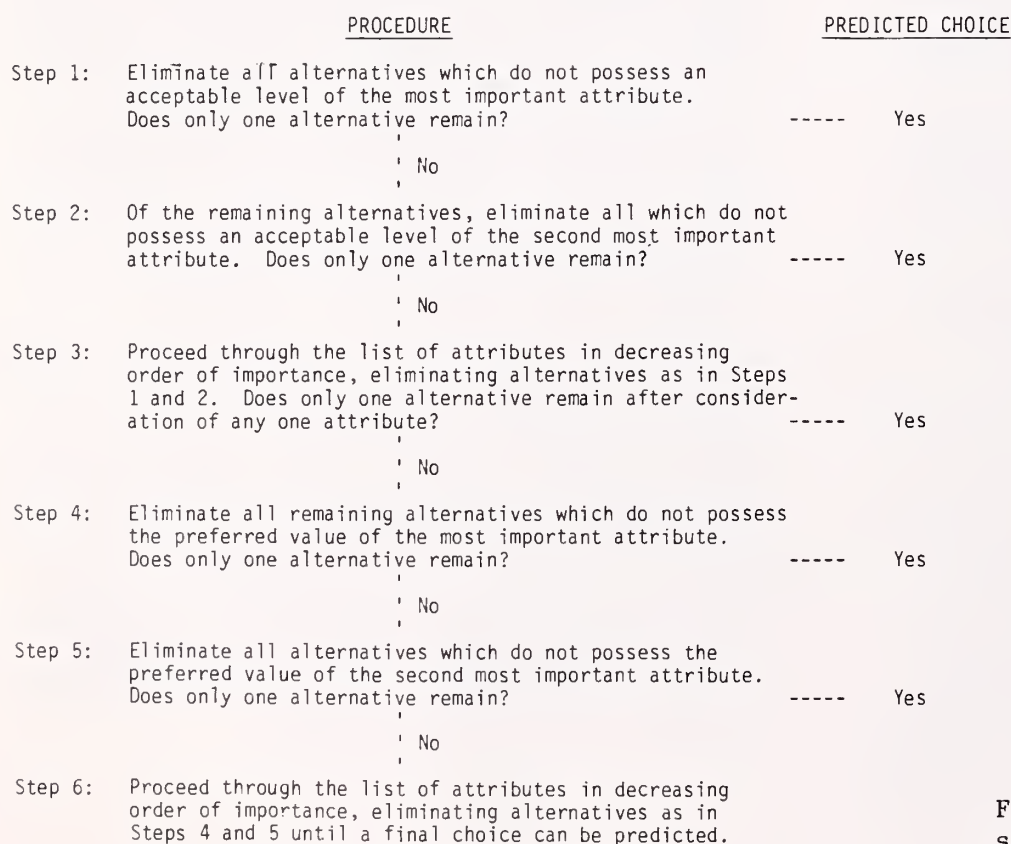 PROCEDURE PREDICTED CHOICE
Step 1: Eliminate all alternatives which do not possess an
acceptable level of the most important attribute.
Does only one alternative remain? ----- Yes
No
Step 2: Of the remaining alternatives, eliminate all which do not
possess an acceptable level of the second most important
attribute. Does only one alternative remain? ----- Yes
No
Step 3: Proceed through the list of attributes in decreasing
order of importance, eliminating alternatives as in Steps
1 and 2. Does only one alternative remain after consider-
ation of any one attribute? ----- Yes
No
Step 4: Eliminate all remaining alternatives which do not possess
the preferred value of the most important attribute.
Does only one alternative remain? ----- Yes
No
Step 5: Eliminate all alternatives which do not possess the
preferred value of the second most important attribute.
Does only one alternative remain? ----- Yes
No
Step 6: Proceed through the list of attributes in decreasing
order of importance, eliminating alternatives as in
Steps 4 and 5 until a final choice can be predicted.